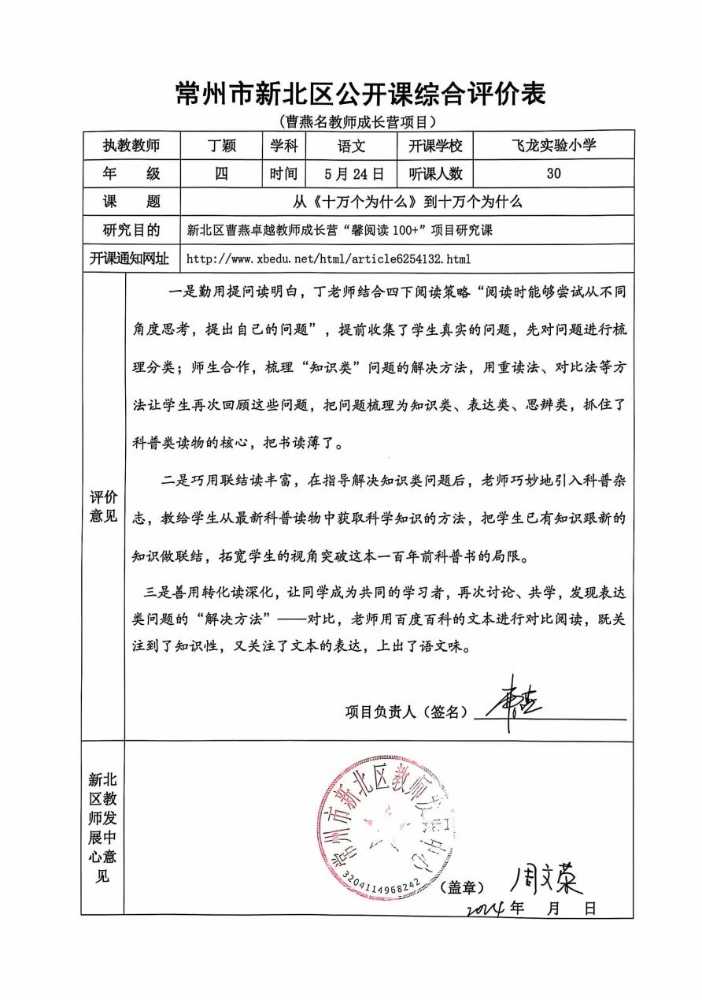 常州市新北区公开课综合评价表
(曹燕名教师成长营项目)
执教教师 丁颖 学科 语文 开课学校 飞龙实验小学
年 级 四 时间 5月24日 听课人数 30
课 题 从《十万个为什么》到十万个为什么
研究目的 新北区曹燕卓越教师成长营“馨阅读100+”项目研究课
开课通知网址 http://www.xbedu.net/html/article6254132.html
评价
意见
一是勤用提问读明白，丁老师结合四下阅读策略“阅读时能够尝试从不同
角度思考，提出自己的问题”，提前收集了学生真实的问题，先对问题进行梳
理分类；师生合作，梳理“知识类”问题的解决方法，用重读法、对比法等方
法让学生再次回顾这些问题，把问题梳理为知识类、表达类、思辨类，抓住了
科普类读物的核心，把书读薄了。
二是巧用联结读丰富，在指导解决知识类问题后，老师巧妙地引入科普杂
志，教给学生从最新科普读物中获取科学知识的方法，把学生已有知识跟新的
知识做联结，拓宽学生的视角突破这本一百年前科普书的局限。
三是善用转化读深化，让同学成为共同的学习者，再次讨论、共学，发现表达
类问题的“解决方法”——对比，老师用百度百科的文本进行对比阅读，既关
注到了知识性，又关注了文本的表达，上出了语文味。
项目负责人（签名） 曹燕
新北
区教
师发
展中
心意
见
常州市新北区教师发展中心
3204114968242
（盖章） 周文荣
2024年 月 日